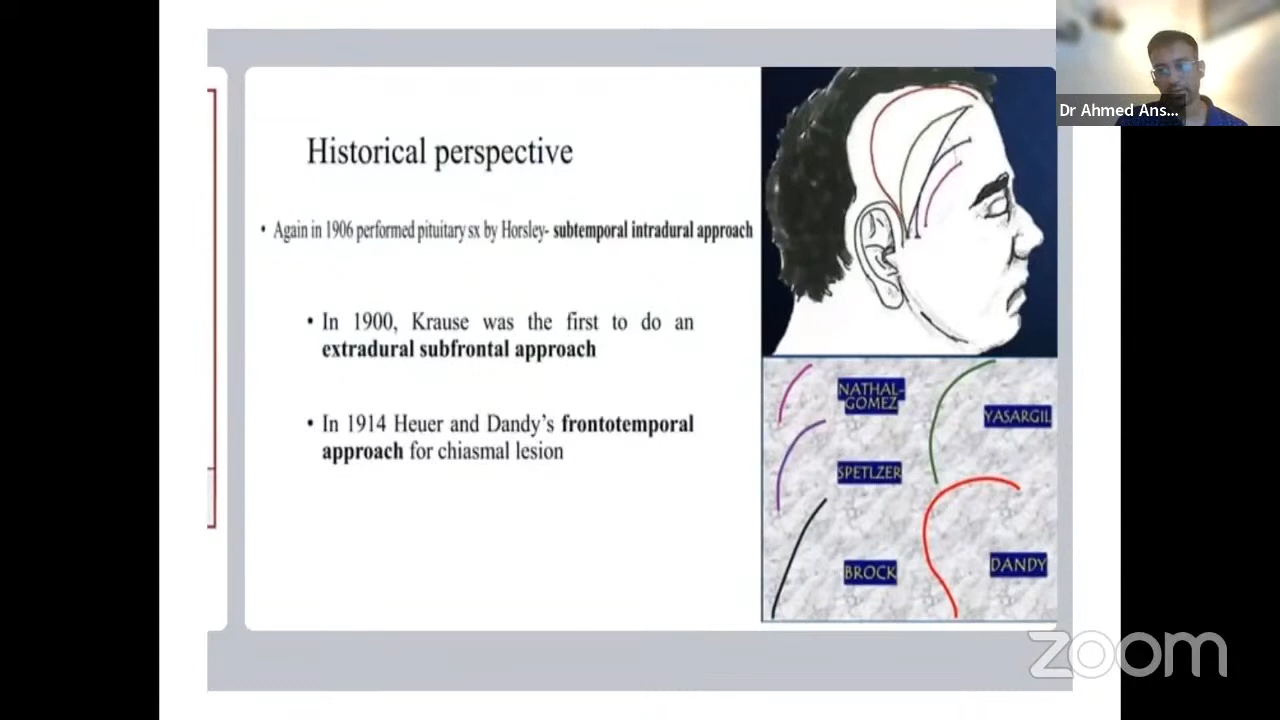 Dr Ahmed Ans...
Historical perspective
• Again in 1906 performed pituitary sx by Horsley- subtemporal intradural approach
• In 1900, Krause was the first to do an
extradural subfrontal approach
• In 1914 Heuer and Dandy's frontotemporal
approach for chiasmal lesion
NATHAL-
GOMEZ
YASARGIL
SPETLZER
BROCK
DANDY
zoom